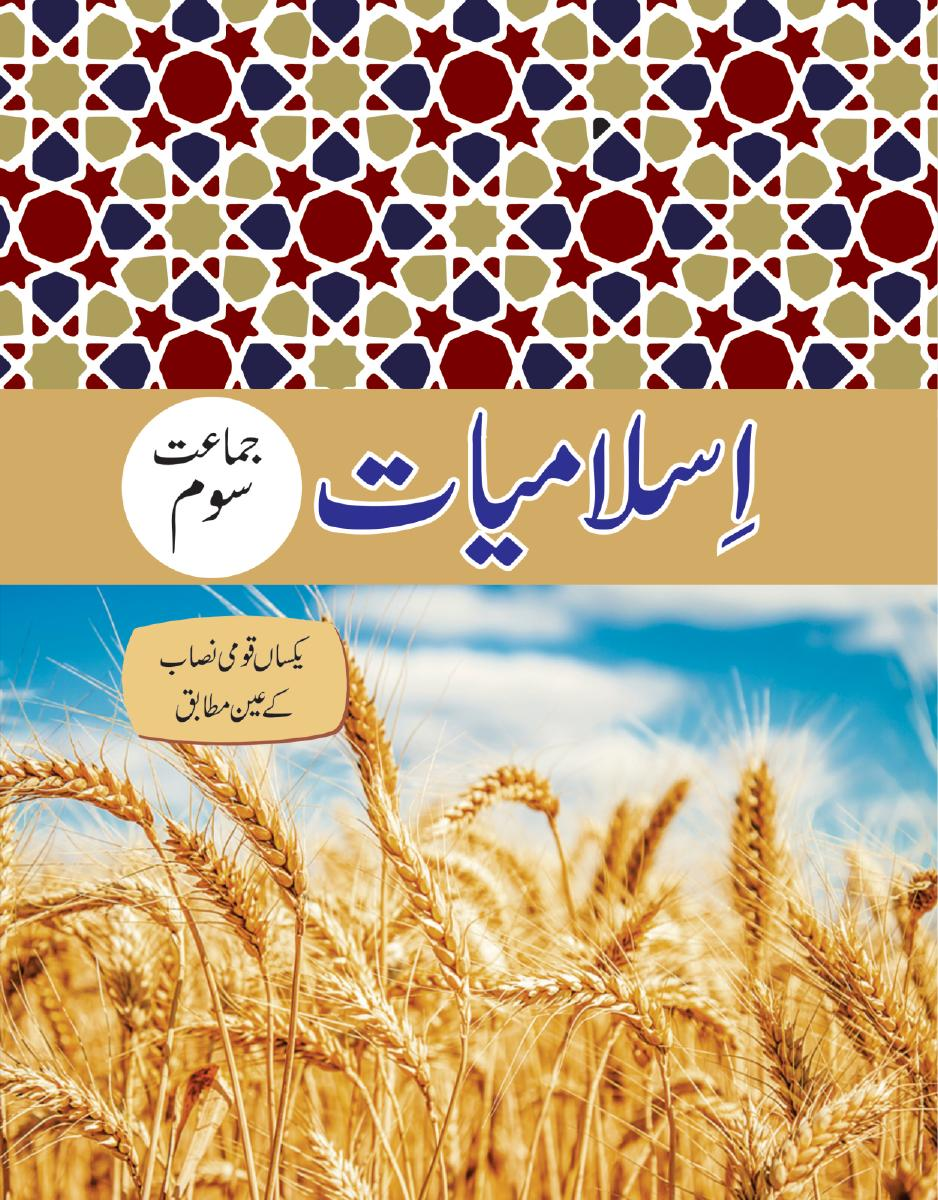 اِسلامیات
جماعت
سوم
یکساں قومی نصاب
کے عین مطابق